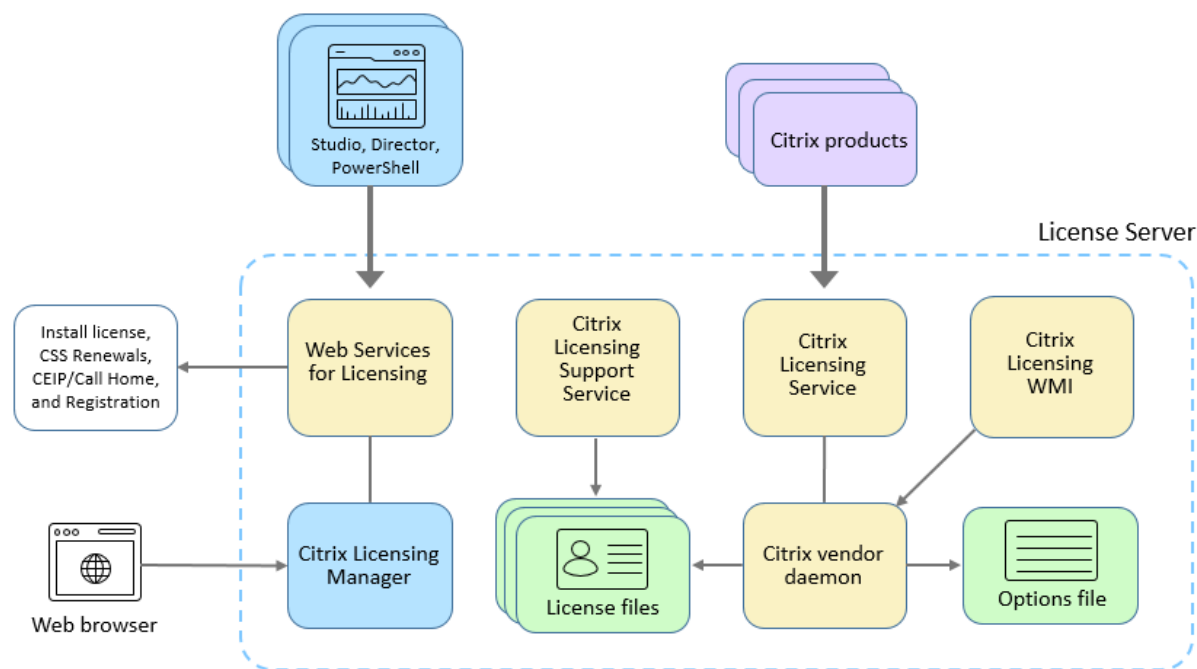 Studio, Director,
PowerShell
Citrix products
License Server
Install license,
CSS Renewals,
CEIP/Call Home,
and Registration
Web Services
for Licensing
Citrix
Licensing
Support
Service
Citrix
Licensing
Service
Citrix
Licensing
WMI
Web browser
Citrix Licensing
Manager
License files
Citrix vendor
daemon
Options file